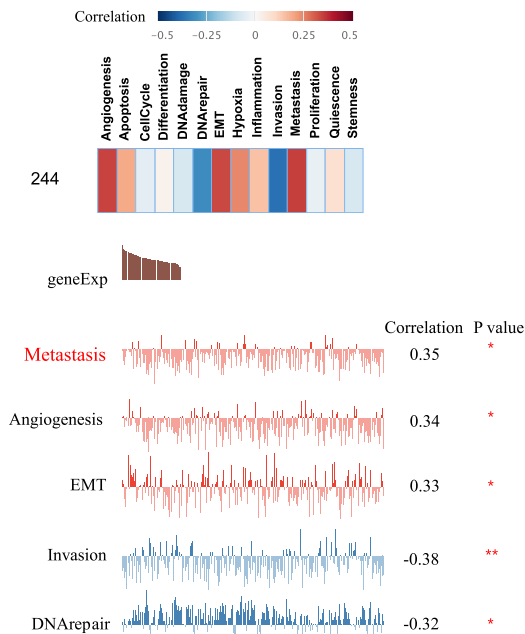 Correlation
−0.5 −0.25 0 0.25 0.5
Angiogenesis
Apoptosis
CellCycle
Differentiation
DNAdamage
DNArepair
EMT
Hypoxia
Inflammation
Invasion
Metastasis
Proliferation
Quiescence
Stemness
244
geneExp
Correlation P value
Metastasis 0.35 *
Angiogenesis 0.34 *
EMT 0.33 *
Invasion -0.38 **
DNArepair -0.32 *